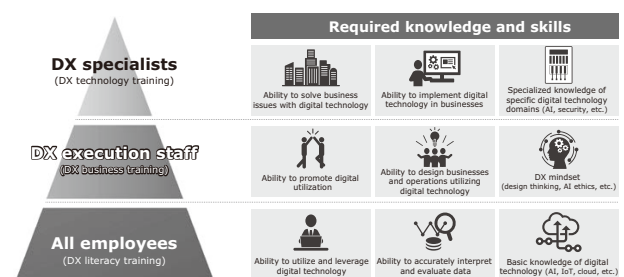 Required knowledge and skills
DX specialists
(DX technology training)
Ability to solve business
issues with digital technology
Ability to implement digital
technology in businesses
Specialized knowledge of
specific digital technology
domains (AI, security, etc.)
DX execution staff
(DX business training)
Ability to promote digital
utilization
Ability to design businesses
and operations utilizing
digital technology
DX mindset
(design thinking, AI ethics, etc.)
All employees
(DX literacy training)
Ability to utilize and leverage
digital technology
Ability to accurately interpret
and evaluate data
Basic knowledge of digital
technology (AI, IoT, cloud, etc.)